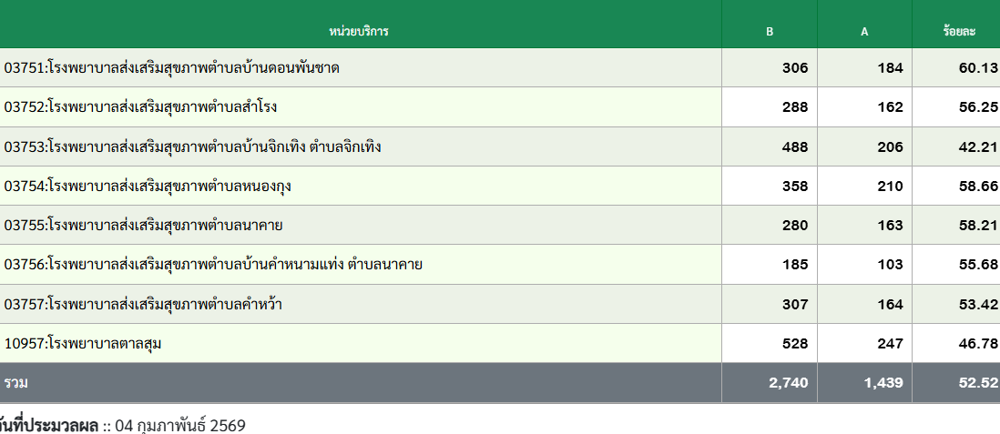 หน่วยบริการ B A ร้อยละ
03751:โรงพยาบาลส่งเสริมสุขภาพตำบลบ้านดอนพันชาด 306 184 60.13
03752:โรงพยาบาลส่งเสริมสุขภาพตำบลสำโรง 288 162 56.25
03753:โรงพยาบาลส่งเสริมสุขภาพตำบลบ้านจิกเทิง ตำบลจิกเทิง 488 206 42.21
03754:โรงพยาบาลส่งเสริมสุขภาพตำบลหนองกุง 358 210 58.66
03755:โรงพยาบาลส่งเสริมสุขภาพตำบลนาคาย 280 163 58.21
03756:โรงพยาบาลส่งเสริมสุขภาพตำบลบ้านคำหนามแท่ง ตำบลนาคาย 185 103 55.68
03757:โรงพยาบาลส่งเสริมสุขภาพตำบลคำหว้า 307 164 53.42
10957:โรงพยาบาลตาลสุม 528 247 46.78
รวม 2,740 1,439 52.52
วันที่ประมวลผล :: 04 กุมภาพันธ์ 2569